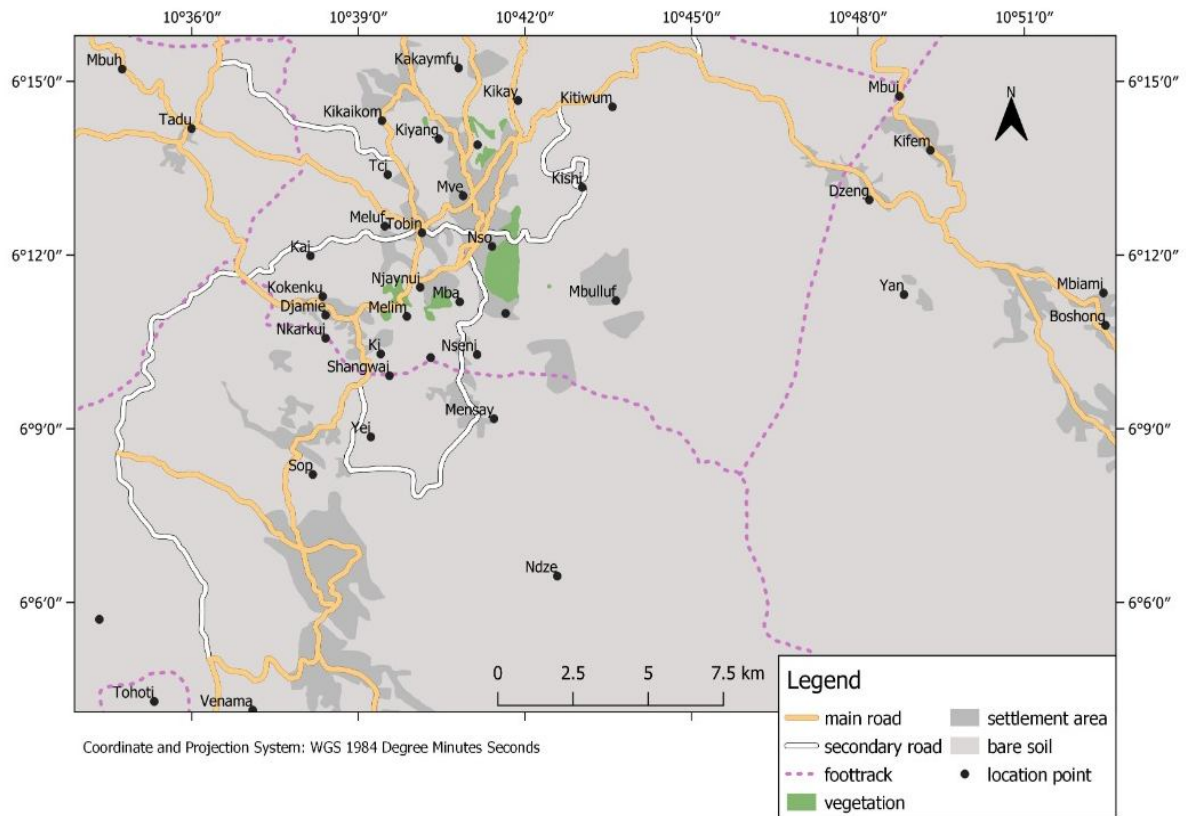 10°36'0" 10°39'0" 10°42'0" 10°45'0" 10°48'0" 10°51'0"
6°15'0" 6°15'0"
Mbuh
Kakaymfu
Kikay
Kitiwum
Mbui
N
Tadu
Kikaikom
Kiyang
Kifem
Tci
Mve
Kishi
Dzeng
Meluf
Tobin
Nso
6°12'0" 6°12'0"
Kai
Njaynui
Kokenku
Mba
Mbulluf
Yan
Mbiami
Djamie
Melim
Boshong
Nkarkui
Ki
Nseni
Shangwai
Mensay
6°9'0" 6°9'0"
Yei
Sop
Ndze
6°6'0" 6°6'0"
0 2.5 5 7.5 km
Tohoti
Venama
Legend
main road
secondary road
foottrack
vegetation
settlement area
bare soil
location point
Coordinate and Projection System: WGS 1984 Degree Minutes Seconds